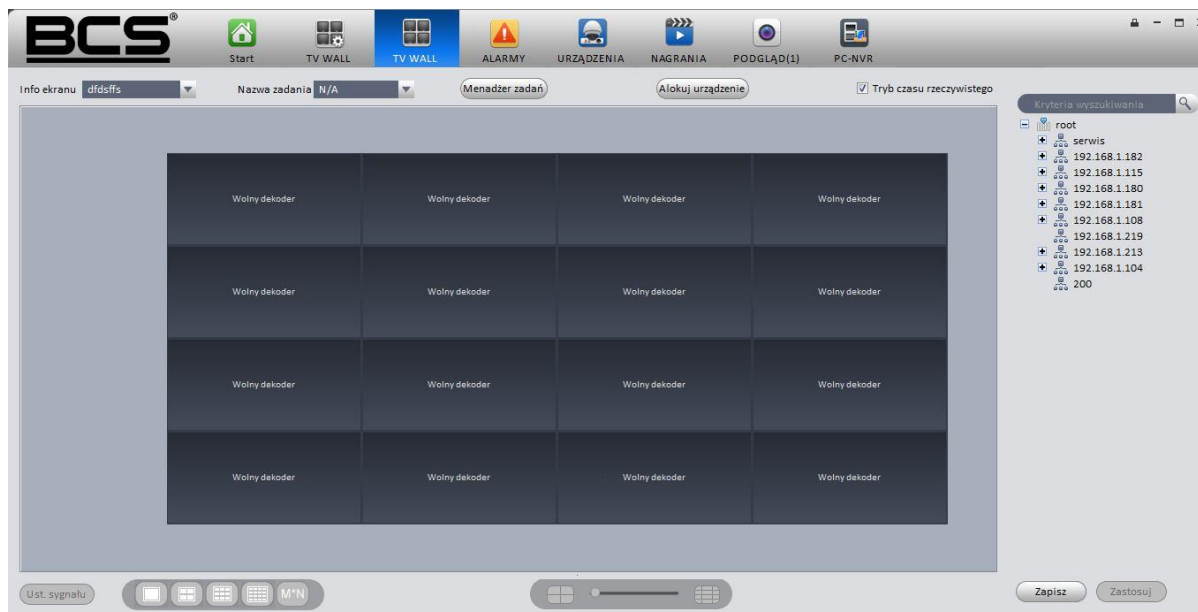 BCS®
Start TV WALL TV WALL ALARMY URZĄDZENIA NAGRANIA PODGLĄD(1) PC-NVR
Info ekranu dfdsffs Nazwa zadania N/A Menadżer zadań Alokuj urządzenie Tryb czasu rzeczywistego
Kryteria wyszukiwania
root
serwis
192.168.1.182
192.168.1.115
192.168.1.180
192.168.1.181
192.168.1.108
192.168.1.219
192.168.1.213
192.168.1.104
200
Wolny dekoder Wolny dekoder Wolny dekoder Wolny dekoder
Wolny dekoder Wolny dekoder Wolny dekoder Wolny dekoder
Wolny dekoder Wolny dekoder Wolny dekoder Wolny dekoder
Wolny dekoder Wolny dekoder Wolny dekoder Wolny dekoder
Ust. sygnału M*N Zapisz Zastosuj